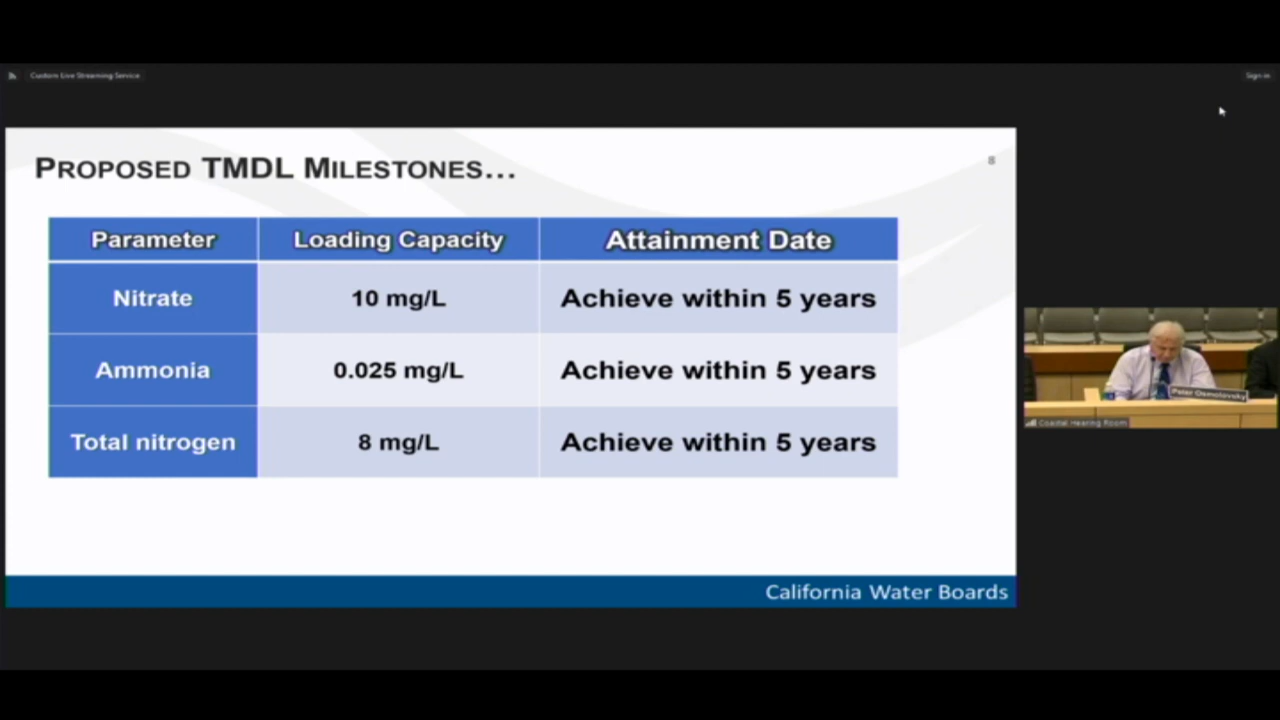 Custom Live Streaming Service
Sign in
PROPOSED TMDL MILESTONES...
8
Parameter Loading Capacity Attainment Date
Nitrate 10 mg/L Achieve within 5 years
Ammonia 0.025 mg/L Achieve within 5 years
Total nitrogen 8 mg/L Achieve within 5 years
Peter Osmolovsky
Coastal Hearing Room
California Water Boards